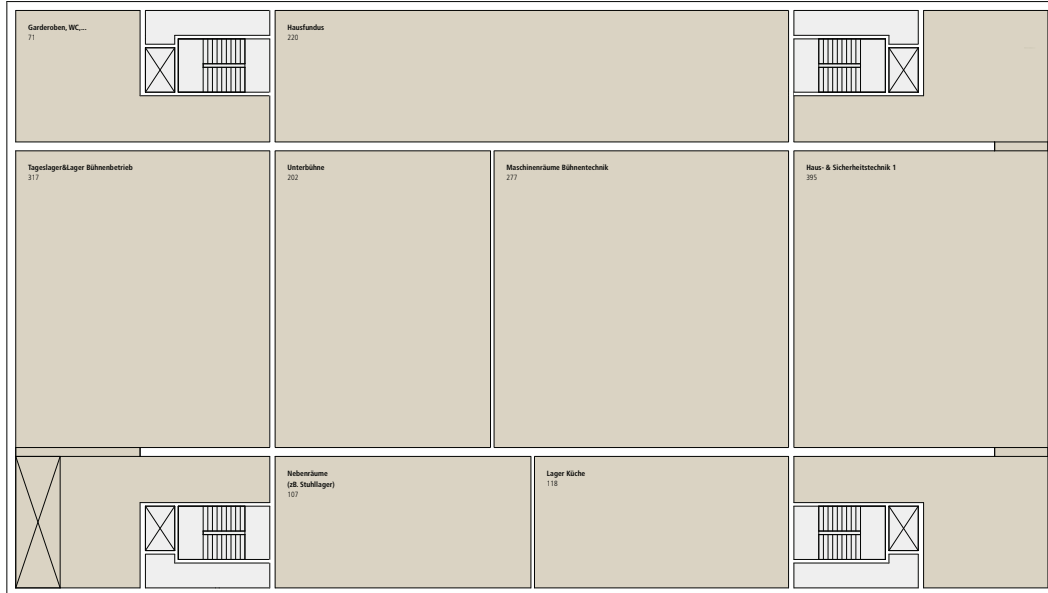 Garderoben, WC,...
71
Hausfundus
220
Tageslager&Lager Bühnenbetrieb
317
Unterbühne
202
Maschinenräume Bühnentechnik
277
Haus- & Sicherheitstechnik 1
395
Nebenräume
(zB. Stuhllager)
107
Lager Küche
118